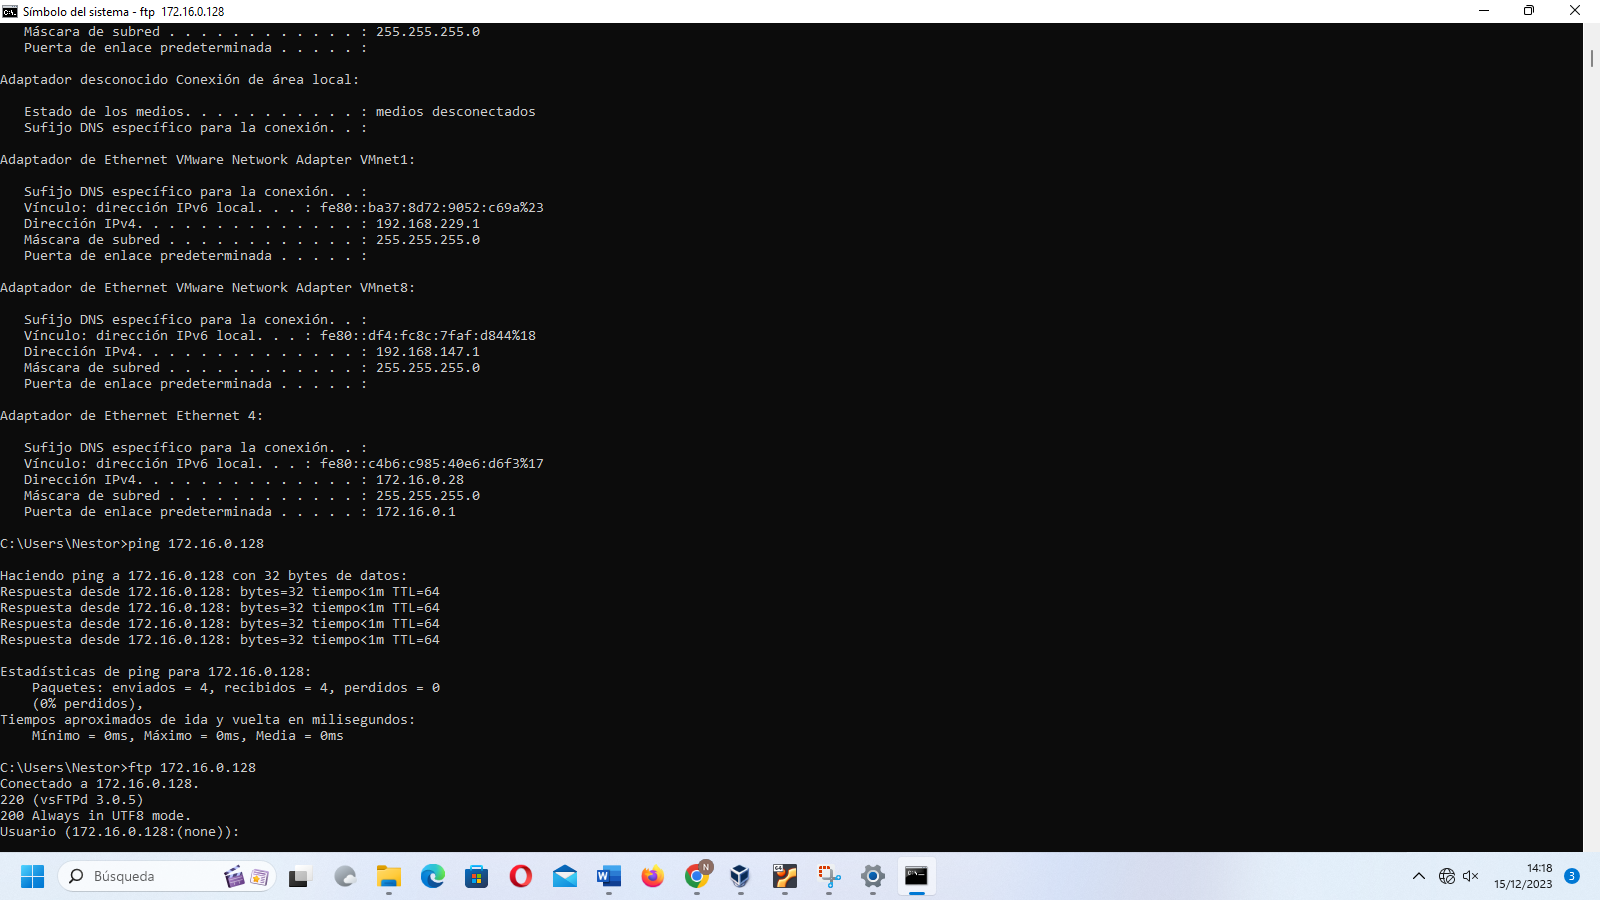 Símbolo del sistema - ftp  172.16.0.128
   Máscara de subred . . . . . . . . . . . . : 255.255.255.0
   Puerta de enlace predeterminada . . . . . :

Adaptador desconocido Conexión de área local:

   Estado de los medios. . . . . . . . . . . : medios desconectados
   Sufijo DNS específico para la conexión. . :

Adaptador de Ethernet VMware Network Adapter VMnet1:

   Sufijo DNS específico para la conexión. . :
   Vínculo: dirección IPv6 local. . . : fe80::ba37:8d72:9052:c69a%23
   Dirección IPv4. . . . . . . . . . . . . . : 192.168.229.1
   Máscara de subred . . . . . . . . . . . . : 255.255.255.0
   Puerta de enlace predeterminada . . . . . :

Adaptador de Ethernet VMware Network Adapter VMnet8:

   Sufijo DNS específico para la conexión. . :
   Vínculo: dirección IPv6 local. . . : fe80::df4:fc8c:7faf:d844%18
   Dirección IPv4. . . . . . . . . . . . . . : 192.168.147.1
   Máscara de subred . . . . . . . . . . . . : 255.255.255.0
   Puerta de enlace predeterminada . . . . . :

Adaptador de Ethernet Ethernet 4:

   Sufijo DNS específico para la conexión. . :
   Vínculo: dirección IPv6 local. . . : fe80::c4b6:c985:40e6:d6f3%17
   Dirección IPv4. . . . . . . . . . . . . . : 172.16.0.28
   Máscara de subred . . . . . . . . . . . . : 255.255.255.0
   Puerta de enlace predeterminada . . . . . : 172.16.0.1

C:\Users\Nestor>ping 172.16.0.128

Haciendo ping a 172.16.0.128 con 32 bytes de datos:
Respuesta desde 172.16.0.128: bytes=32 tiempo<1m TTL=64
Respuesta desde 172.16.0.128: bytes=32 tiempo<1m TTL=64
Respuesta desde 172.16.0.128: bytes=32 tiempo<1m TTL=64
Respuesta desde 172.16.0.128: bytes=32 tiempo<1m TTL=64

Estadísticas de ping para 172.16.0.128:
    Paquetes: enviados = 4, recibidos = 4, perdidos = 0
    (0% perdidos),
Tiempos aproximados de ida y vuelta en milisegundos:
    Mínimo = 0ms, Máximo = 0ms, Media = 0ms

C:\Users\Nestor>ftp 172.16.0.128
Conectado a 172.16.0.128.
220 (vsFTPd 3.0.5)
200 Always in UTF8 mode.
Usuario (172.16.0.128:(none)):
Búsqueda
N
14:18
15/12/2023
3